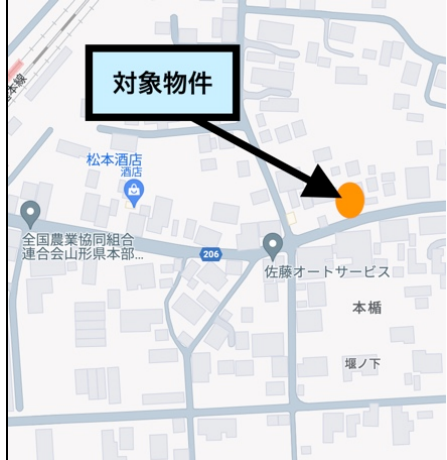 対象物件
本線
松本酒店
酒店
全国農業協同組合
連合会山形県本部...
206
佐藤オートサービス
本楯
堰ノ下